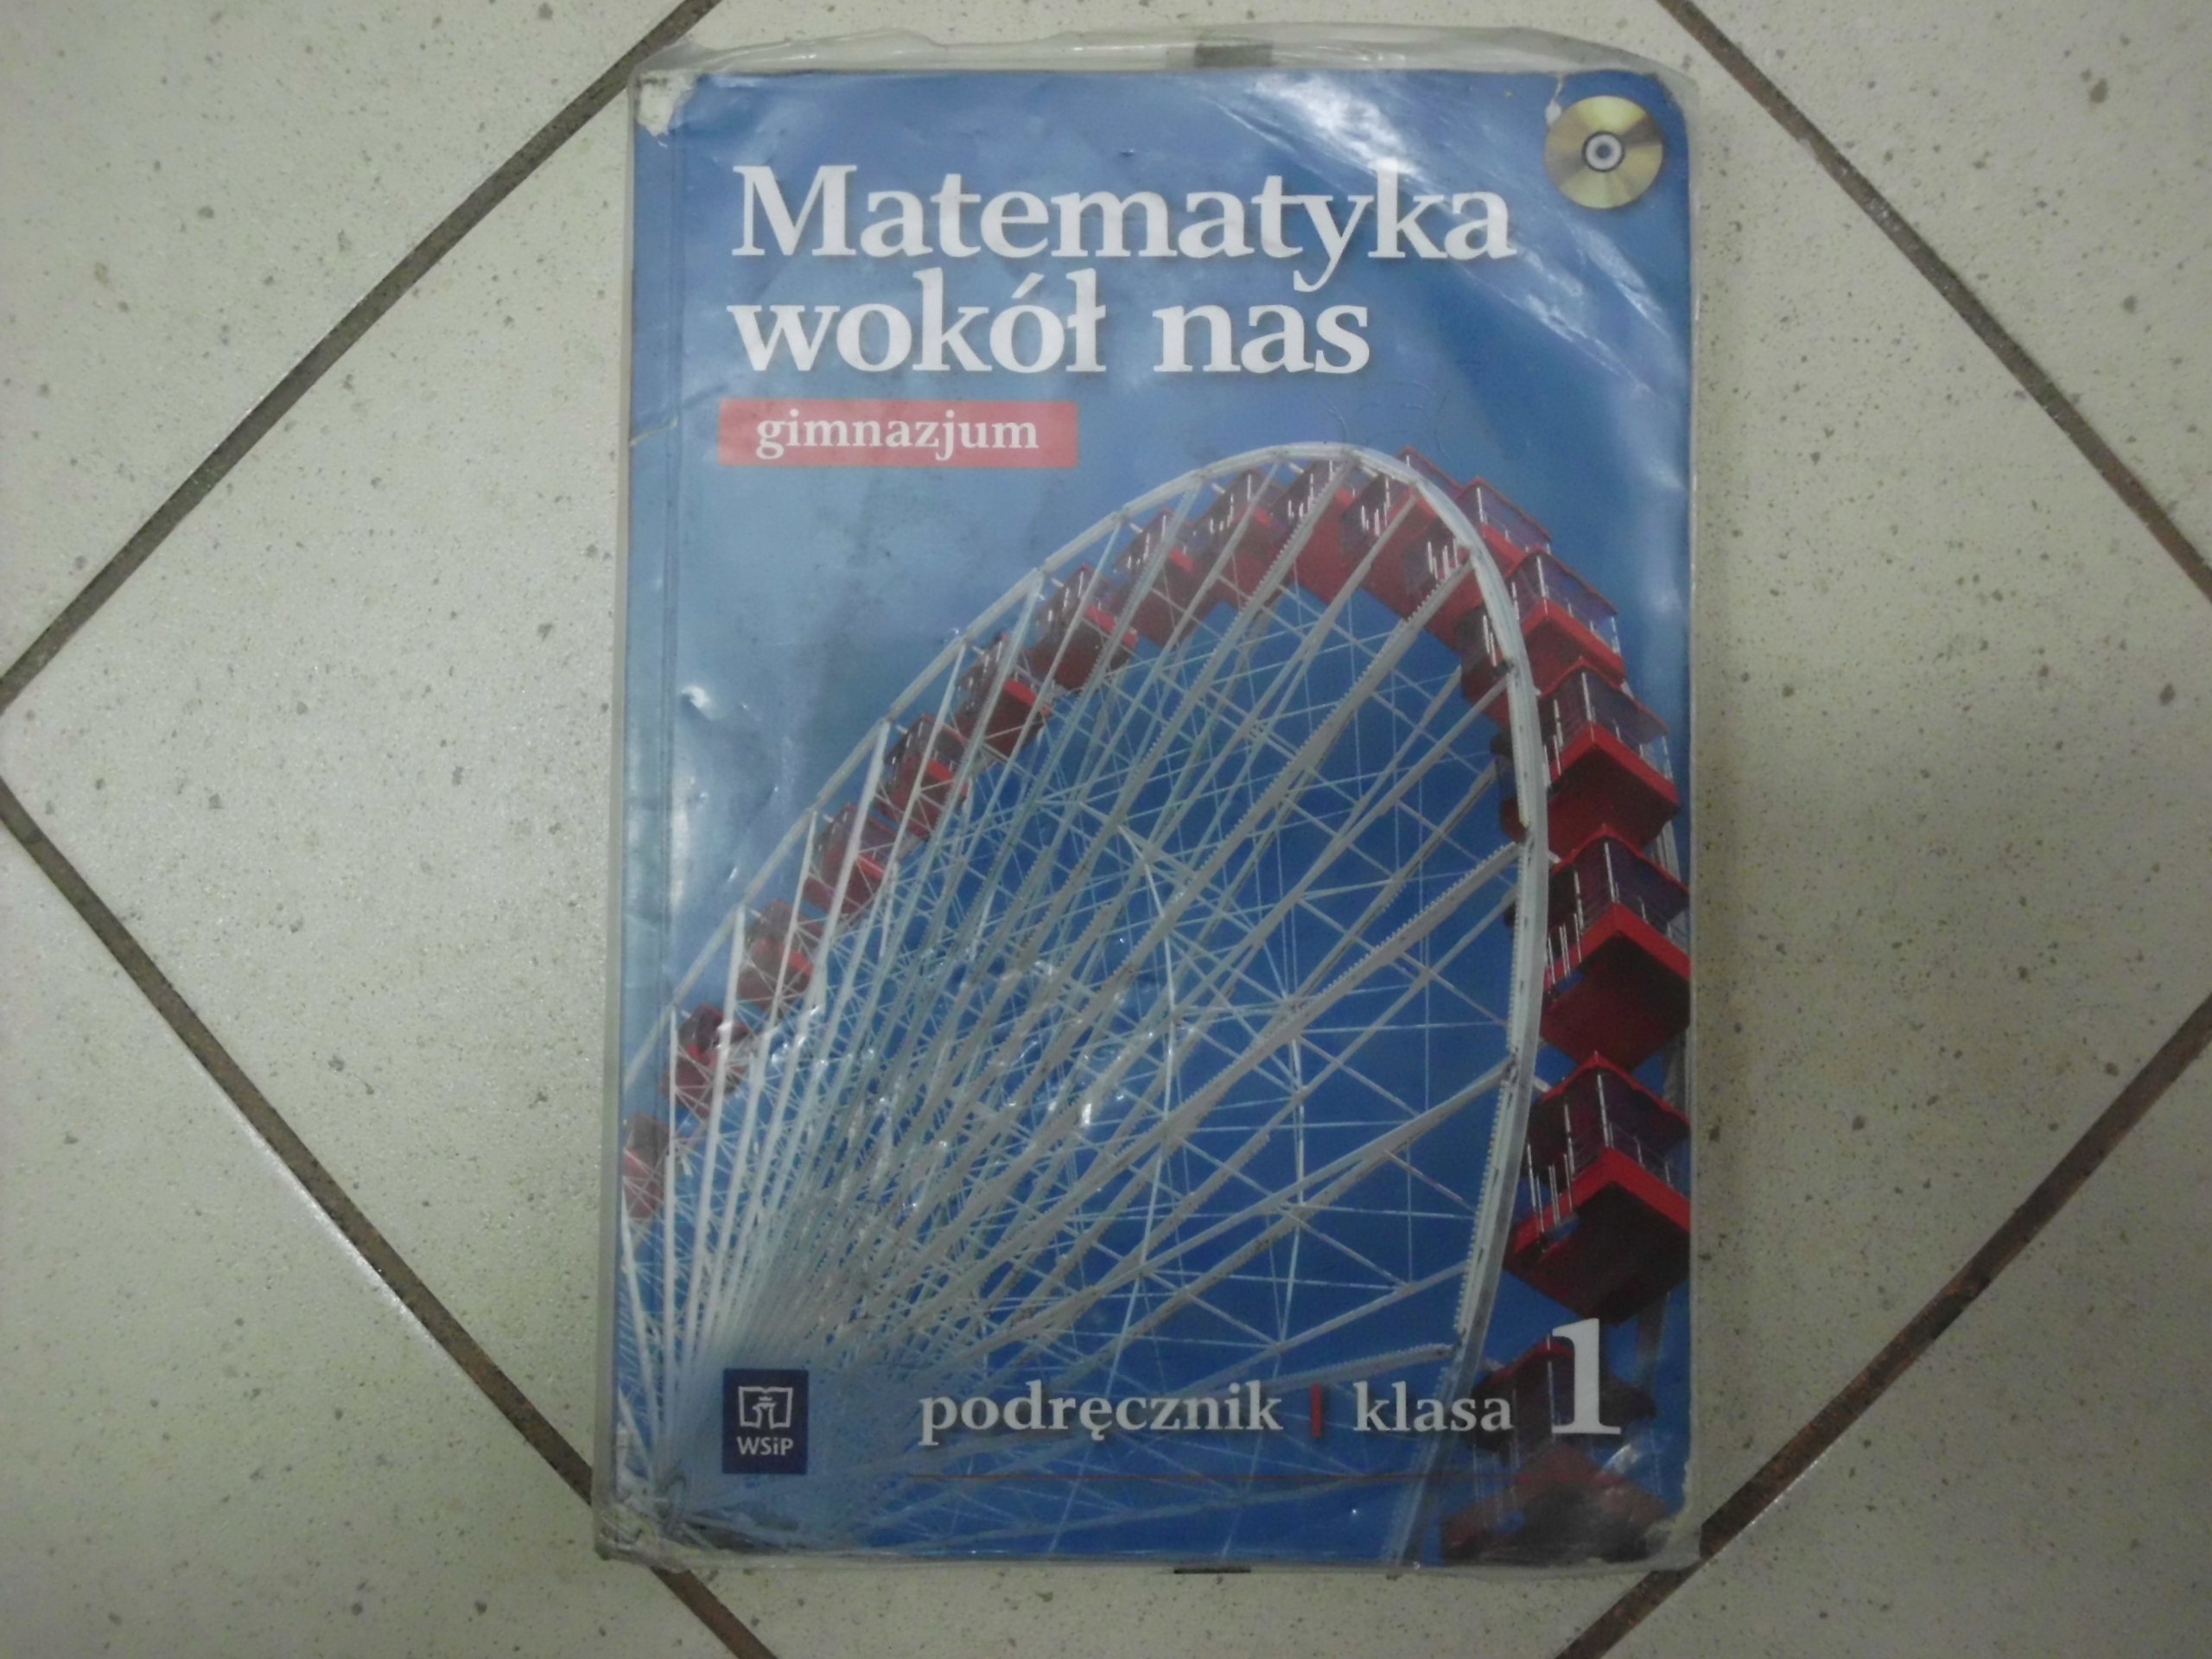 Matematyka
wokół nas
gimnazjum
podręcznik | klasa 1
WSiP